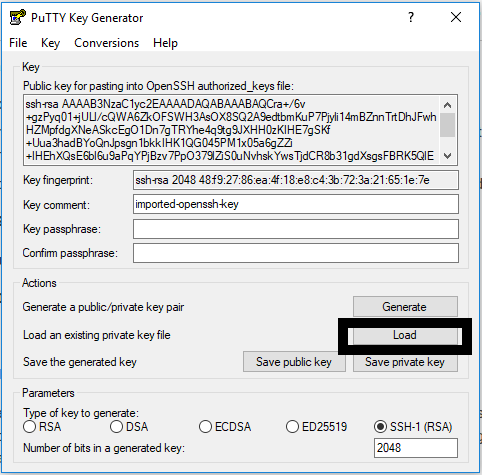 PuTTY Key Generator
File Key Conversions Help
Key
Public key for pasting into OpenSSH authorized_keys file:
ssh-rsa AAAAB3NzaC1yc2EAAAADAQABAAABAQCra+/6v
+gzPyq01+jULl/cQWA6ZkOFSWH3AsOX8SQ2A9edtbmKuP7Pjyli14mBZnnTrtDhJFwh
HZMpfdgXNeASkcEgO1Dn7gTRYhe4q9tg9JXHH0zKIHE7gSKf
+Uua3hadBYoQnJpsgn1bkkIHK1QG045PM1x05a6gZZi
+IHEhXQsE6bl6u9aPqYPjBzv7PpO379lZiS0uNvhskYwsTjdCR8b31gdXsgsFBRK5QIE
Key fingerprint: ssh-rsa 2048 48:f9:27:86:ea:4f:18:e8:c4:3b:72:3a:21:65:1e:7e
Key comment: imported-openssh-key
Key passphrase:
Confirm passphrase:
Actions
Generate a public/private key pair Generate
Load an existing private key file Load
Save the generated key Save public key Save private key
Parameters
Type of key to generate:
RSA DSA ECDSA ED25519 SSH-1 (RSA)
Number of bits in a generated key: 2048